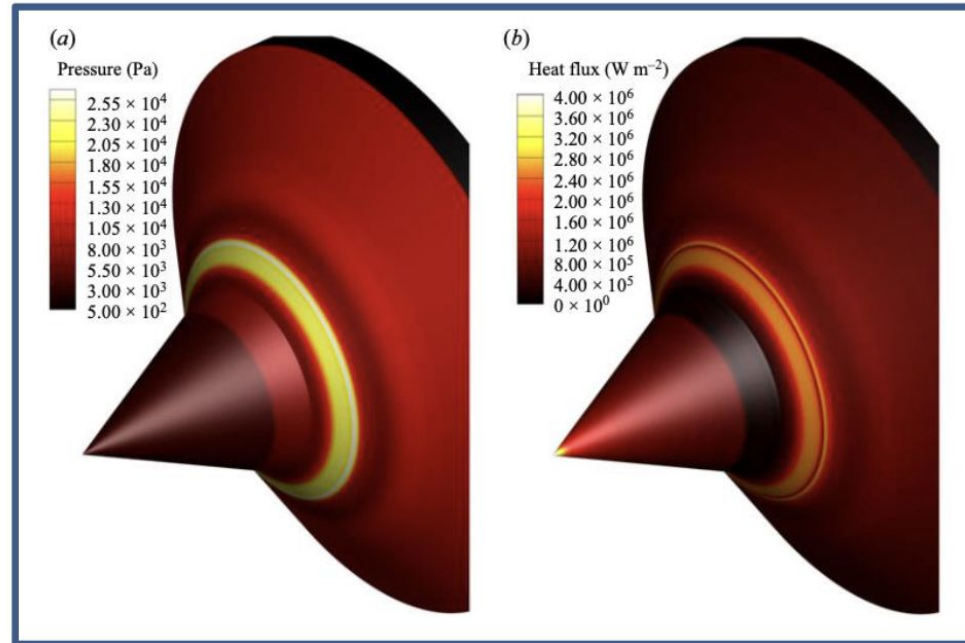 (a)
Pressure (Pa)
2.55 × 10⁴
2.30 × 10⁴
2.05 × 10⁴
1.80 × 10⁴
1.55 × 10⁴
1.30 × 10⁴
1.05 × 10⁴
8.00 × 10³
5.50 × 10³
3.00 × 10³
5.00 × 10²
(b)
Heat flux (W m⁻²)
4.00 × 10⁶
3.60 × 10⁶
3.20 × 10⁶
2.80 × 10⁶
2.40 × 10⁶
1.60 × 10⁶
1.20 × 10⁶
8.00 × 10⁵
4.00 × 10⁵
0 × 10⁰